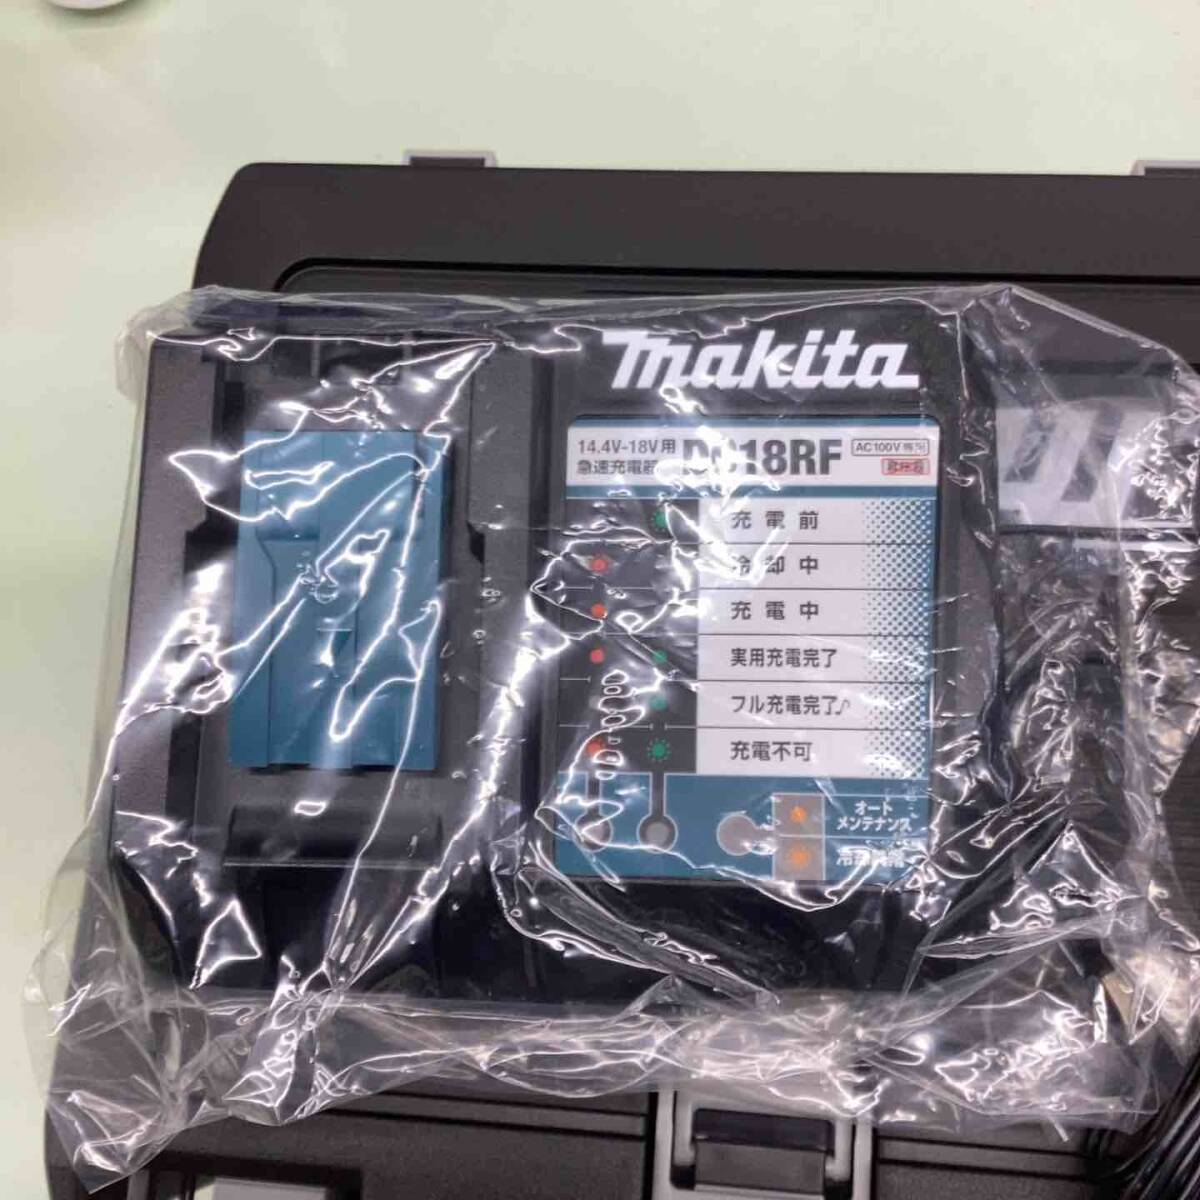 makita
14.4V-18V用
急速充電器 DC18RF AC100V専用
充電前
冷却中
充電中
実用充電完了
フル充電完了♪
充電不可
オート
メンテナンス